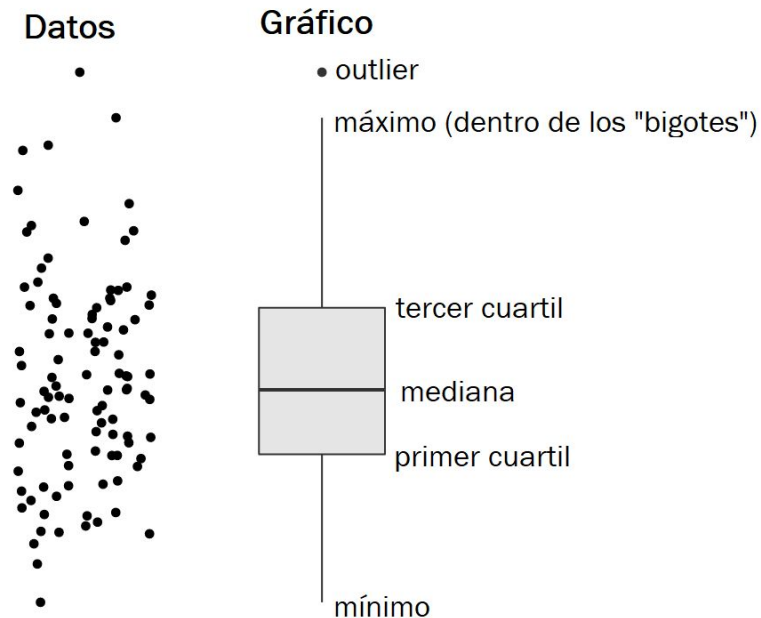 Datos
Gráfico
outlier
máximo (dentro de los "bigotes")
tercer cuartil
mediana
primer cuartil
mínimo